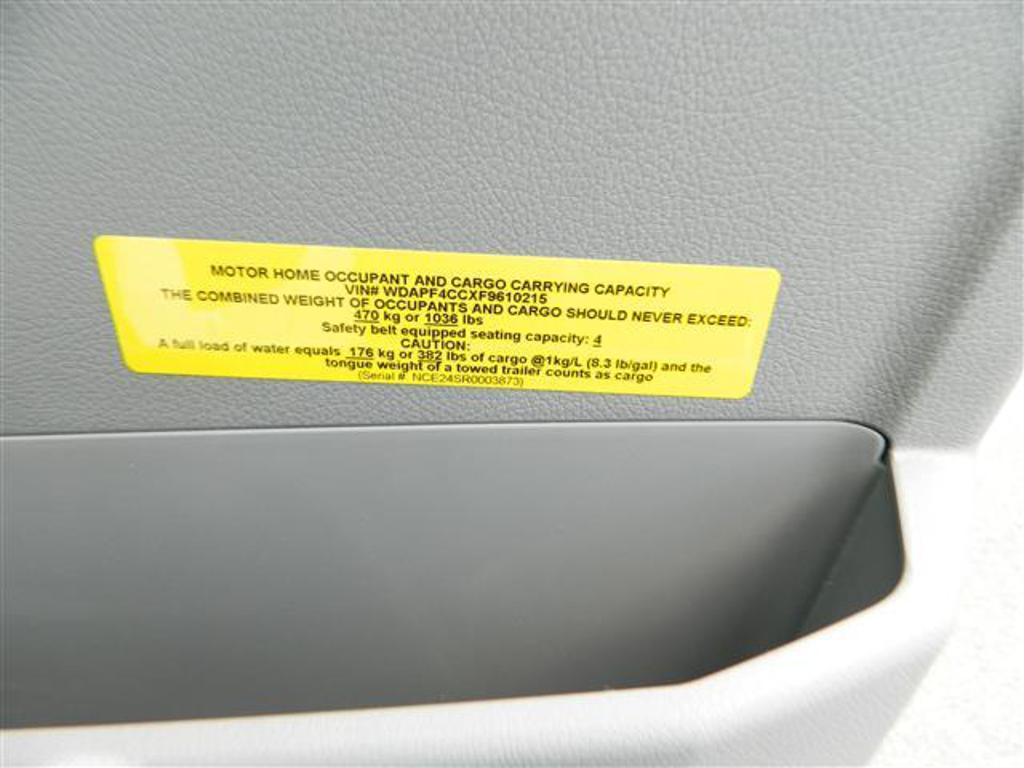 MOTOR HOME OCCUPANT AND CARGO CARRYING CAPACITY
VIN# WDAPF4CCXF9610215
THE COMBINED WEIGHT OF OCCUPANTS AND CARGO SHOULD NEVER EXCEED:
470 kg or 1036 lbs
Safety belt equipped seating capacity: 4
CAUTION:
A full load of water equals 176 kg or 382 lbs of cargo @1kg/L (8.3 lb/gal) and the
tongue weight of a towed trailer counts as cargo
(Serial #. NCE24SR0003873)